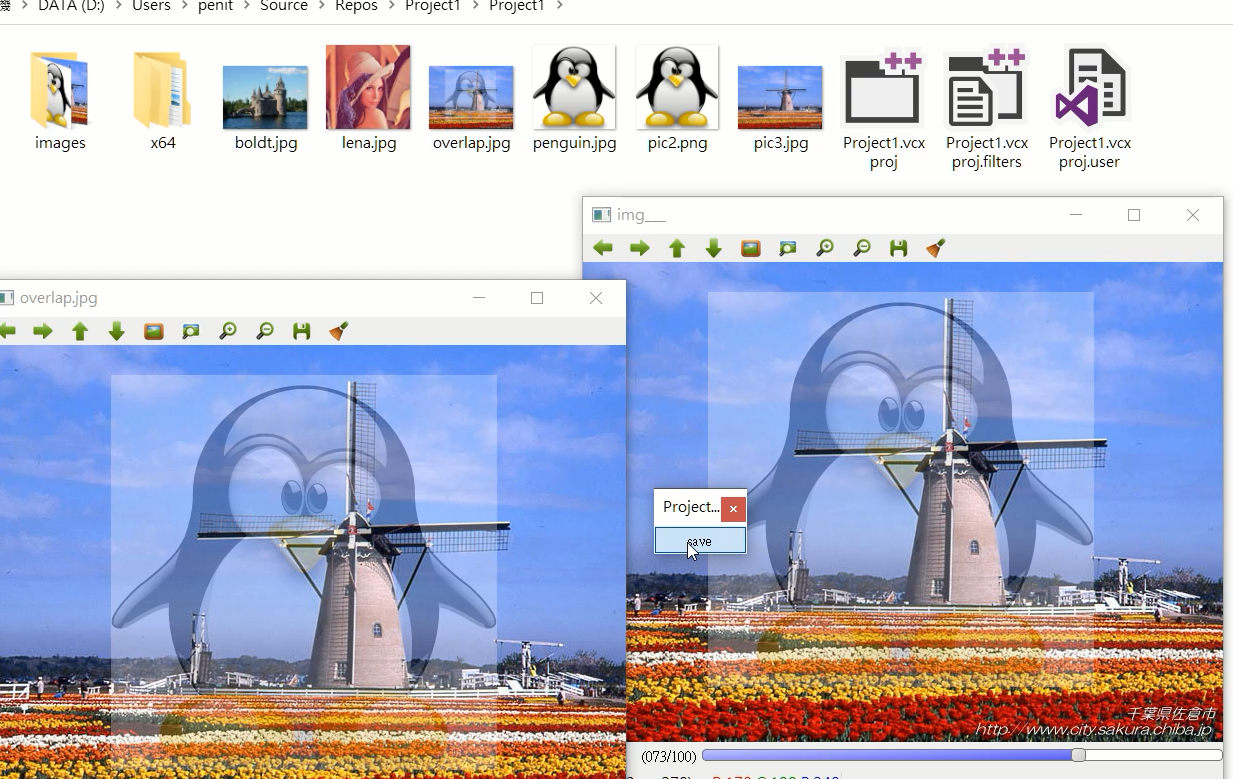 DATA (D:) > Users > penit > Source > Repos > Project1 > Project1 >
images
x64
boldt.jpg
lena.jpg
overlap.jpg
penguin.jpg
pic2.png
pic3.jpg
Project1.vcx
proj
Project1.vcx
proj.filters
Project1.vcx
proj.user
img___
overlap.jpg
Project...
save
千葉県佐倉市
http://www.city.sakura.chiba.jp
(073/100)